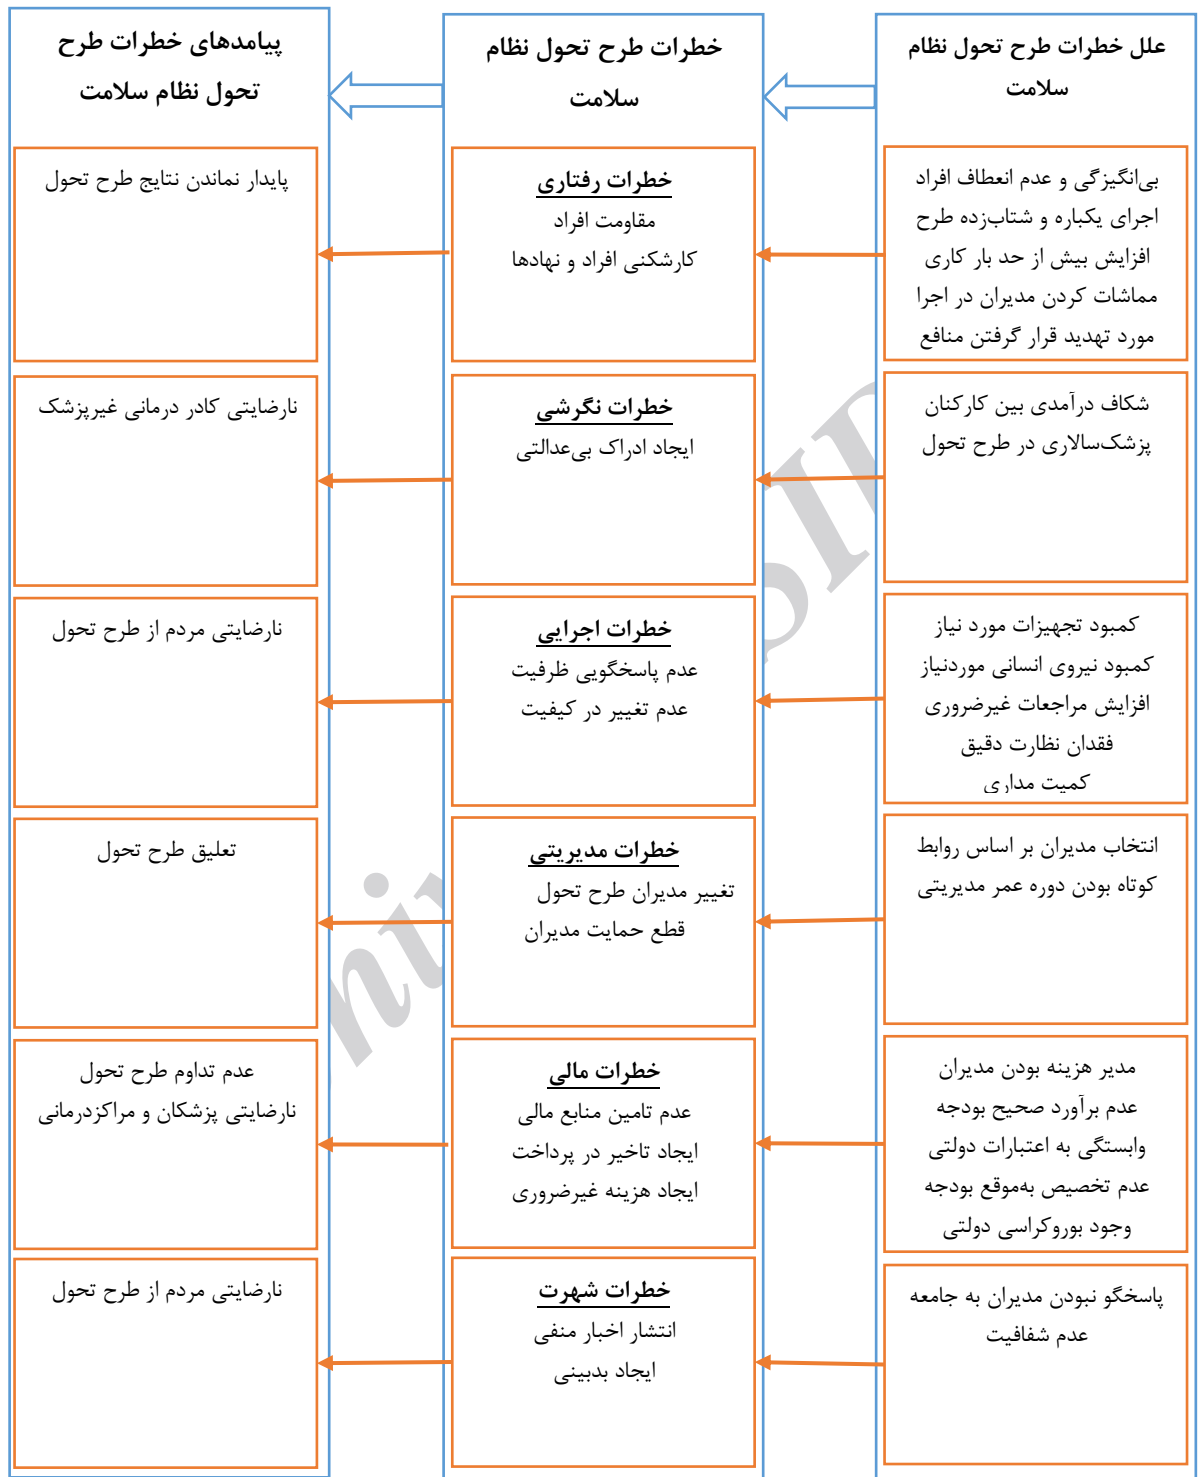 علل خطرات طرح تحول نظام
سلامت
بی‌انگیزگی و عدم انعطاف افراد
اجرای یکباره و شتاب‌زده طرح
افزایش بیش از حد بار کاری
مماشات کردن مدیران در اجرا
مورد تهدید قرار گرفتن منافع
شکاف درآمدی بین کارکنان
پزشک‌سالاری در طرح تحول
کمبود تجهیزات مورد نیاز
کمبود نیروی انسانی موردنیاز
افزایش مراجعات غیرضروری
فقدان نظارت دقیق
کمیت مداری
انتخاب مدیران بر اساس روابط
کوتاه بودن دوره عمر مدیریتی
مدیر هزینه بودن مدیران
عدم برآورد صحیح بودجه
وابستگی به اعتبارات دولتی
عدم تخصیص به‌موقع بودجه
وجود بوروکراسی دولتی
پاسخگو نبودن مدیران به جامعه
عدم شفافیت
خطرات طرح تحول نظام
سلامت
خطرات رفتاری
مقاومت افراد
کارشکنی افراد و نهادها
خطرات نگرشی
ایجاد ادراک بی‌عدالتی
خطرات اجرایی
عدم پاسخگویی ظرفیت
عدم تغییر در کیفیت
خطرات مدیریتی
تغییر مدیران طرح تحول
قطع حمایت مدیران
خطرات مالی
عدم تامین منابع مالی
ایجاد تاخیر در پرداخت
ایجاد هزینه غیرضروری
خطرات شهرت
انتشار اخبار منفی
ایجاد بدبینی
پیامدهای خطرات طرح
تحول نظام سلامت
پایدار نماندن نتایج طرح تحول
نارضایتی کادر درمانی غیرپزشک
نارضایتی مردم از طرح تحول
تعلیق طرح تحول
عدم تداوم طرح تحول
نارضایتی پزشکان و مراکزدرمانی
نارضایتی مردم از طرح تحول